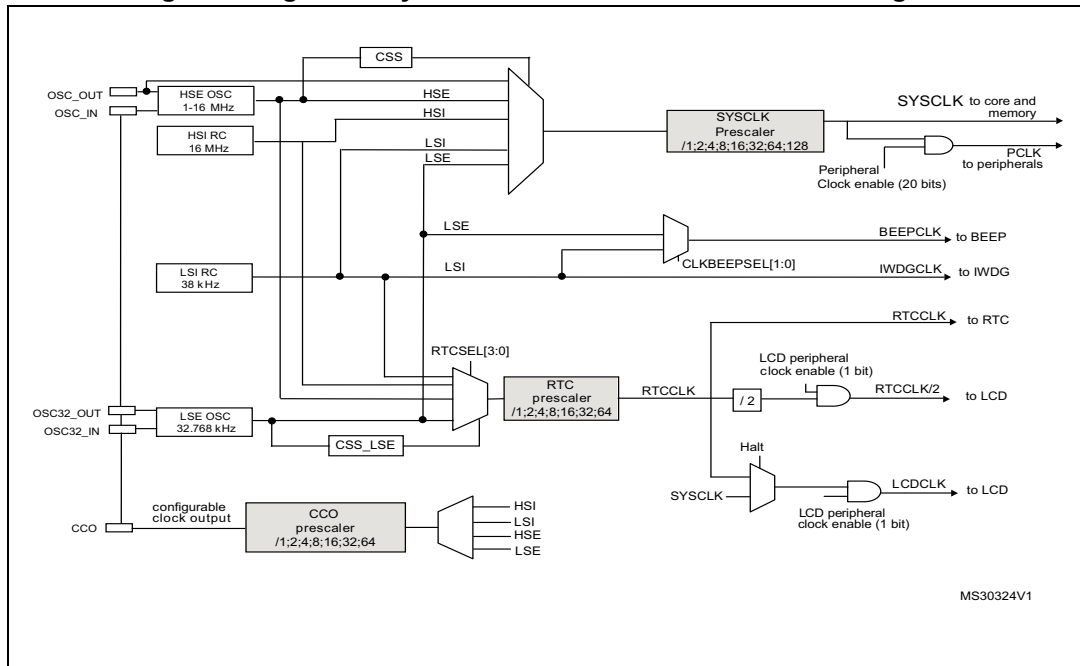 CSS
OSC_OUT
OSC_IN
HSE OSC
1-16 MHz
HSE
HSI RC
16 MHz
HSI
LSI
LSE
SYSCLK
Prescaler
/1;2;4;8;16;32;64;128
SYSCLK to core and
memory
PCLK
to peripherals
Peripheral
Clock enable (20 bits)
LSE
BEEPCLK to BEEP
CLKBEEPSEL[1:0]
LSI RC
38 kHz
LSI
IWDGCLK to IWDG
RTCCLK to RTC
RTCSEL[3:0]
LCD peripheral
clock enable (1 bit)
RTC
prescaler
/1;2;4;8;16;32;64
RTCCLK
/ 2
RTCCLK/2 to LCD
OSC32_OUT
OSC32_IN
LSE OSC
32.768 kHz
CSS_LSE
Halt
SYSCLK
LCDCLK to LCD
LCD peripheral
clock enable (1 bit)
CCO
configurable
clock output
CCO
prescaler
/1;2;4;8;16;32;64
HSI
LSI
HSE
LSE
MS30324V1